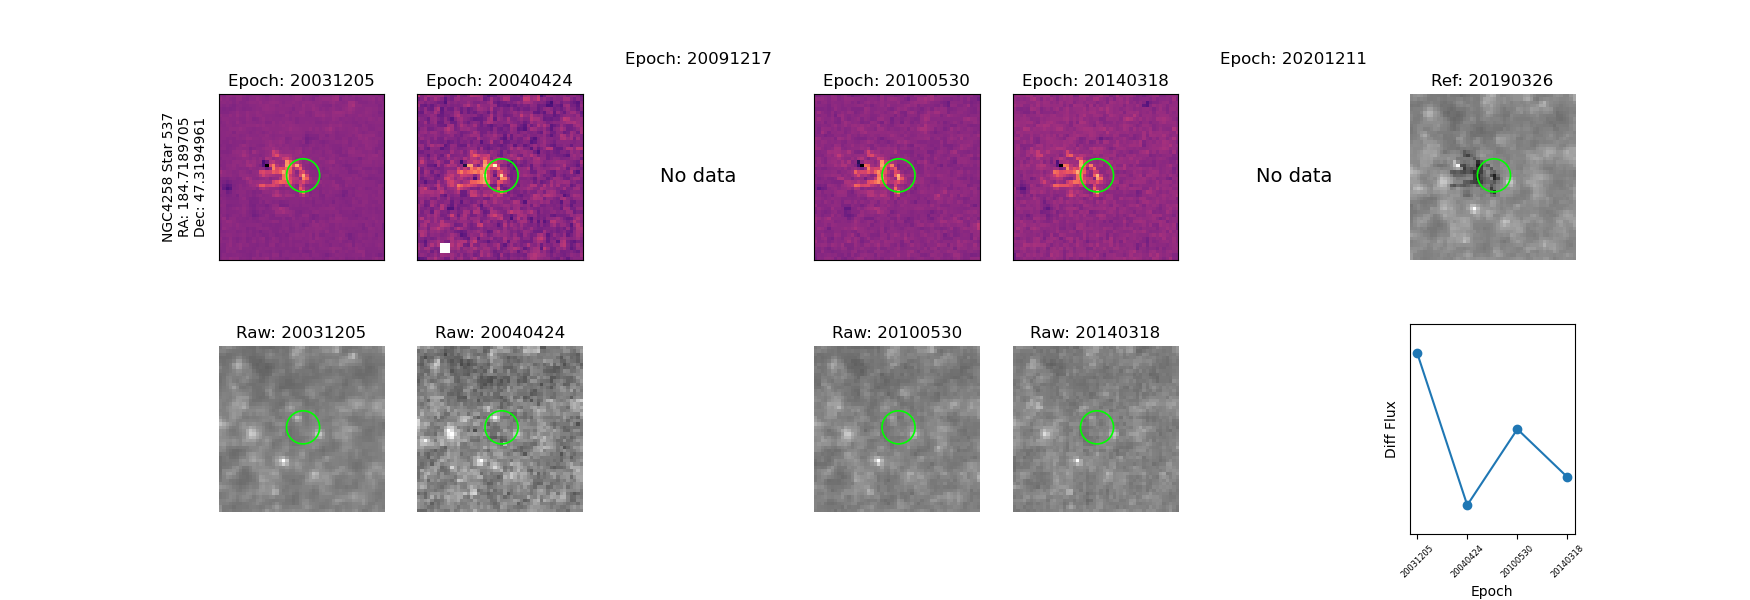 Epoch: 20091217
Epoch: 20201211
Epoch: 20031205
Epoch: 20040424
Epoch: 20100530
Epoch: 20140318
Ref: 20190326
NGC4258 Star 537
RA: 184.7189705
Dec: 47.3194961
No data
No data
Raw: 20031205
Raw: 20040424
Raw: 20100530
Raw: 20140318
Diff Flux
20031205
20040424
20100530
20140318
Epoch